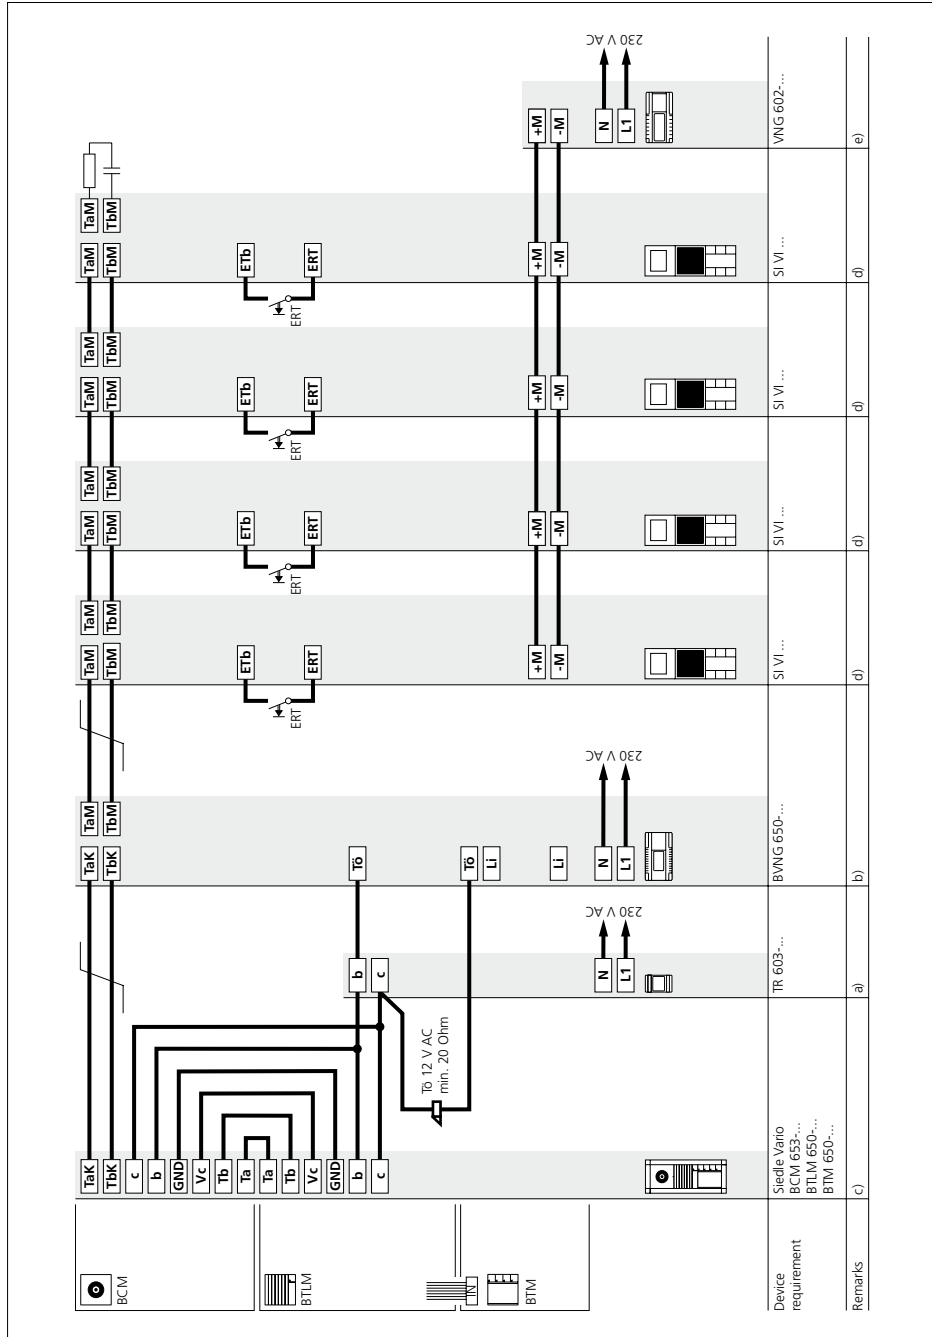 TaK TaK TaM TaM TaM TaM TaM TaM TaM TaM TaM
TbK TbK TbM TbM TbM TbM TbM TbM TbM TbM TbM
BCM
c
b
GND
Vc
Tb
Ta ETb ETb ETb ETb
Ta
Tb
ERT ERT ERT ERT
Vc ERT ERT ERT ERT
BTLM
GND
b b Tö
c c
Tö 12 V AC
min. 20 Ohm
IN Tö
Li
BTM
+M +M +M +M +M
Li -M -M -M -M -M
N N N
L1 L1 L1
230 V AC 230 V AC 230 V AC
Device
requirement
Siedle Vario
BCM 653-...
BTLM 650-...
BTM 650-...
TR 603-...
BVNG 650-...
SI VI ...
SI VI ...
SI VI ...
SI VI ...
VNG 602-...
Remarks c) a) b) d) d) d) d) e)